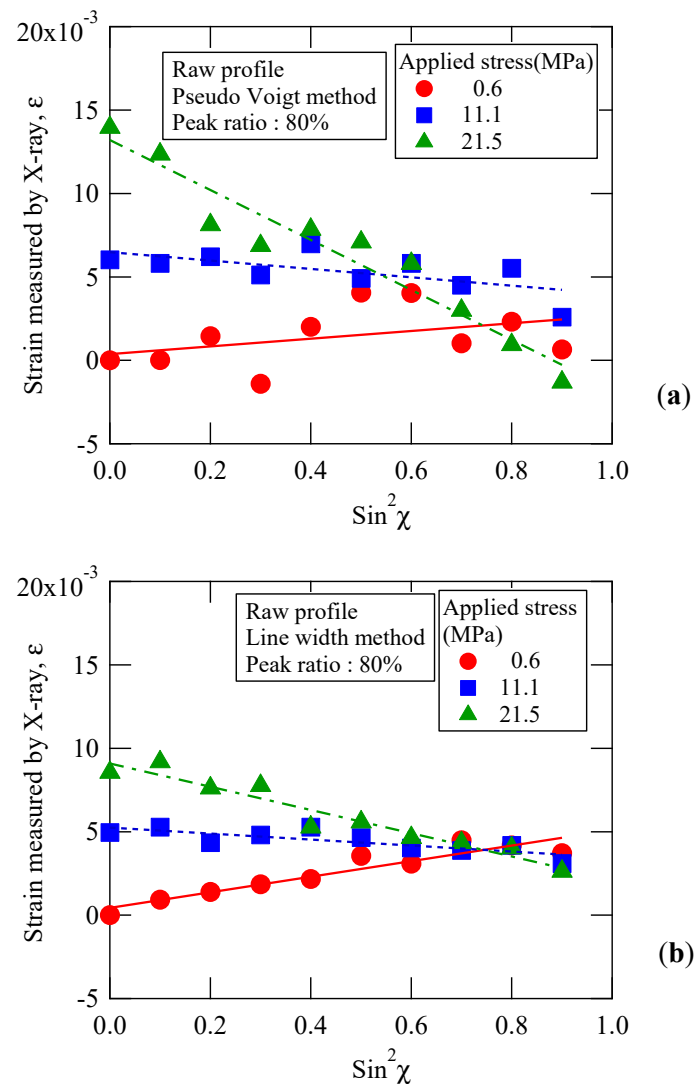 20x10⁻³
15
10
5
0
-5
Strain measured by X-ray, ε
Raw profile
Pseudo Voigt method
Peak ratio : 80%
Applied stress(MPa)
0.6
11.1
21.5
0.0 0.2 0.4 0.6 0.8 1.0
Sin²χ
(a)
20x10⁻³
15
10
5
0
-5
Strain measured by X-ray, ε
Raw profile
Line width method
Peak ratio : 80%
Applied stress
(MPa)
0.6
11.1
21.5
0.0 0.2 0.4 0.6 0.8 1.0
Sin²χ
(b)